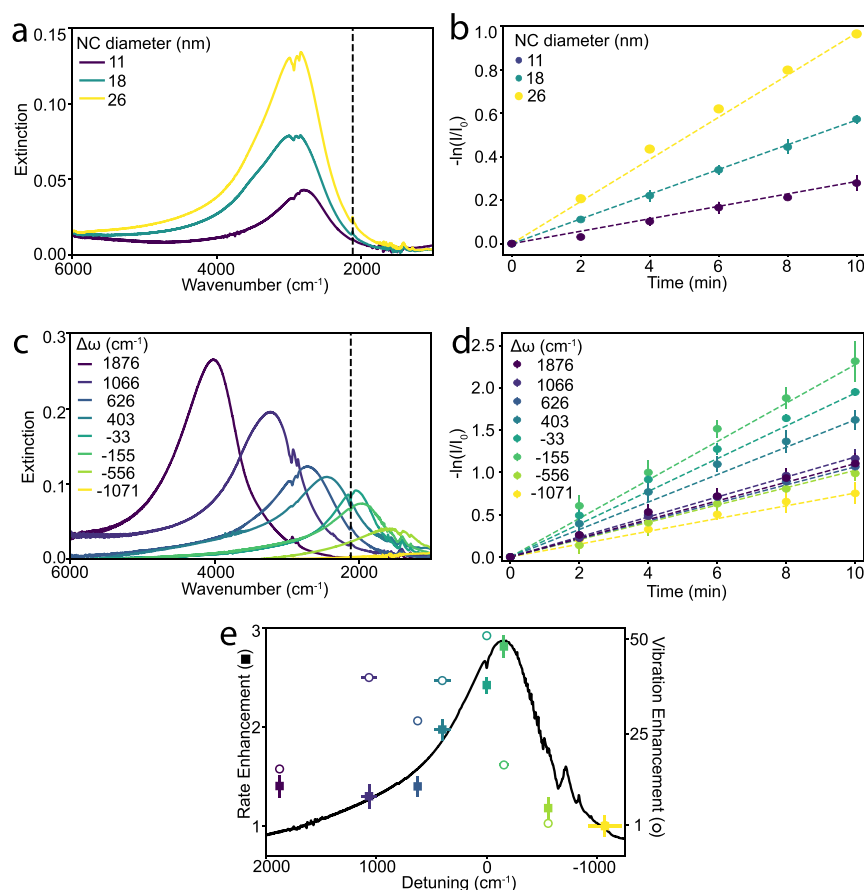 a
NC diameter (nm)
11
18
26
0.15
0.10
0.05
0.00
Extinction
6000 4000 2000
Wavenumber (cm⁻¹)
b
NC diameter (nm)
11
18
26
1.0
0.8
0.6
0.4
0.2
0.0
-ln(I/I₀)
0 2 4 6 8 10
Time (min)
c
Δω (cm⁻¹)
1876
1066
626
403
-33
-155
-556
-1071
0.3
0.2
0.1
0.0
Extinction
6000 4000 2000
Wavenumber (cm⁻¹)
d
Δω (cm⁻¹)
1876
1066
626
403
-33
-155
-556
-1071
2.5
2.0
1.5
1.0
0.5
0.0
-ln(I/I₀)
0 2 4 6 8 10
Time (min)
e
3
2
1
Rate Enhancement (■)
50
25
1
Vibration Enhancement (o)
2000 1000 0 -1000
Detuning (cm⁻¹)